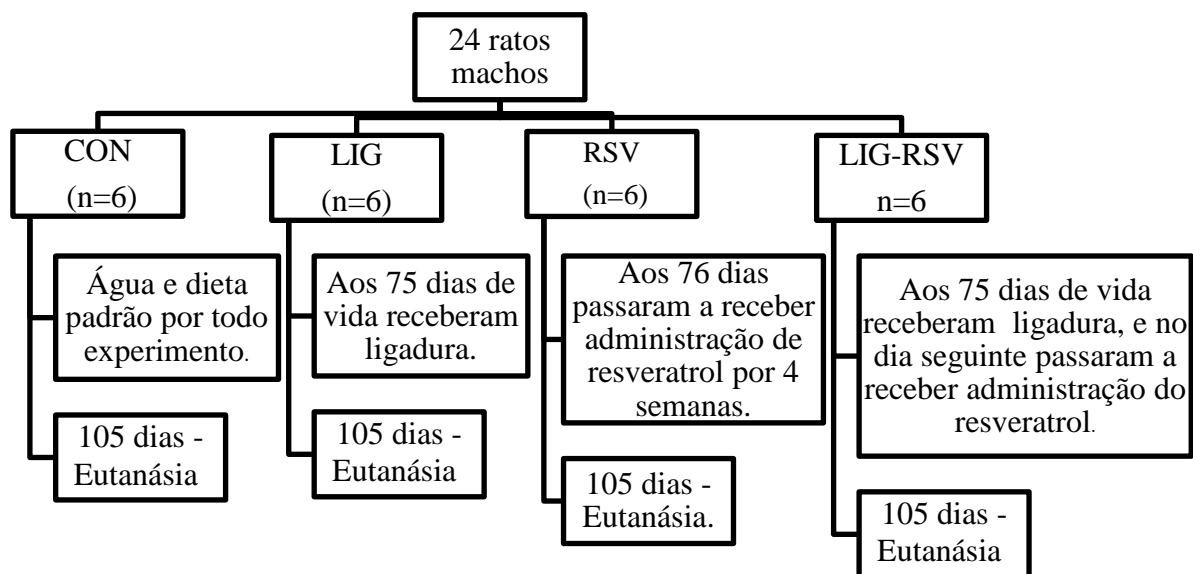 24 ratos
machos
CON
(n=6)
LIG
(n=6)
RSV
(n=6)
LIG-RSV
n=6
Água e dieta
padrão por todo
experimento.
Aos 75 dias de
vida receberam
ligadura.
Aos 76 dias
passaram a receber
administração de
resveratrol por 4
semanas.
Aos 75 dias de vida
receberam ligadura, e no
dia seguinte passaram a
receber administração do
resveratrol.
105 dias -
Eutanásia
105 dias -
Eutanásia
105 dias -
Eutanásia.
105 dias -
Eutanásia